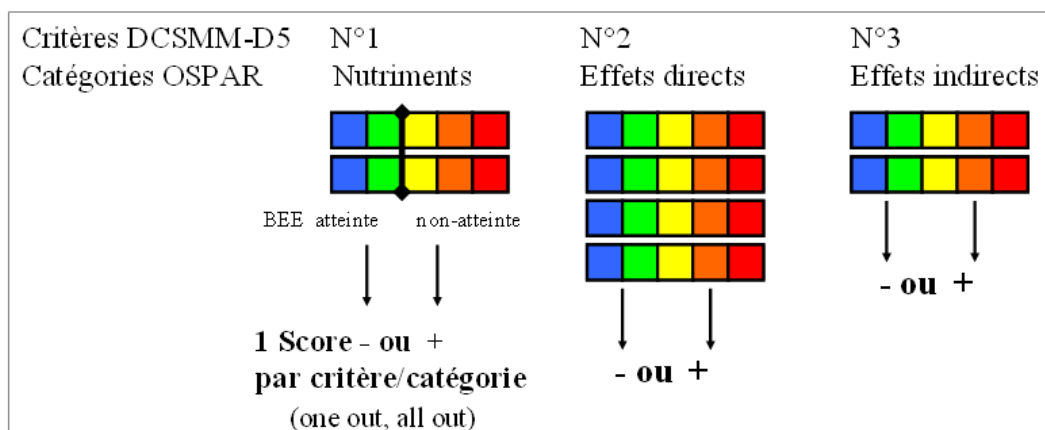 Critères DCSMM-D5 N°1 N°2 N°3
Catégories OSPAR Nutriments Effets directs Effets indirects
BEE atteinte non-atteinte
- ou +
1 Score - ou +
par critère/catégorie
- ou +
(one out, all out)